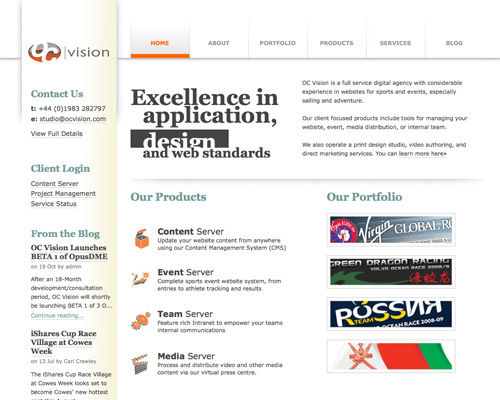 OC | vision
HOME
ABOUT
PORTFOLIO
PRODUCTS
SERVICES
BLOG
Contact Us
t: +44 (0)1983 282797
e: studio@ocvision.com
View Full Details
Client Login
Content Server
Project Management
Service Status
From the Blog
OC Vision Launches
BETA 1 of OpusDME
on 19 Oct by admin
After an 18-Month
development/consultation
period, OC Vision will shortly
be launching BETA 1 of 3 O...
Continue reading...
iShares Cup Race
Village at Cowes
Week
on 13 Jul by Carl Crawley
The iShares Cup Race Village
at Cowes Week looks set to
become Cowes' new hottest
Excellence in
application,
design
and web standards
OC Vision is a full service digital agency with considerable
experience in websites for sports and events, especially
sailing and adventure.
Our client focused products include tools for managing your
website, event, media distribution, or internal team.
We also operate a print design studio, video authoring, and
direct marketing services. You can learn more here»
Our Products
Content Server
Update your website content from anywhere
using our Content Management System (CMS)
Event Server
Complete sports event website system, from
entries to athlete tracking and results
Team Server
Feature rich Intranet to empower your teams
internal communications
Media Server
Process and distribute video and other media
content via our virtual press centre.
Our Portfolio
Virgin GLOBAL RO
GREEN DRAGON RACING
VOLVO OCEAN RACE 2008/9
TEAM RUSSIA
OCEAN RACE 2008-09